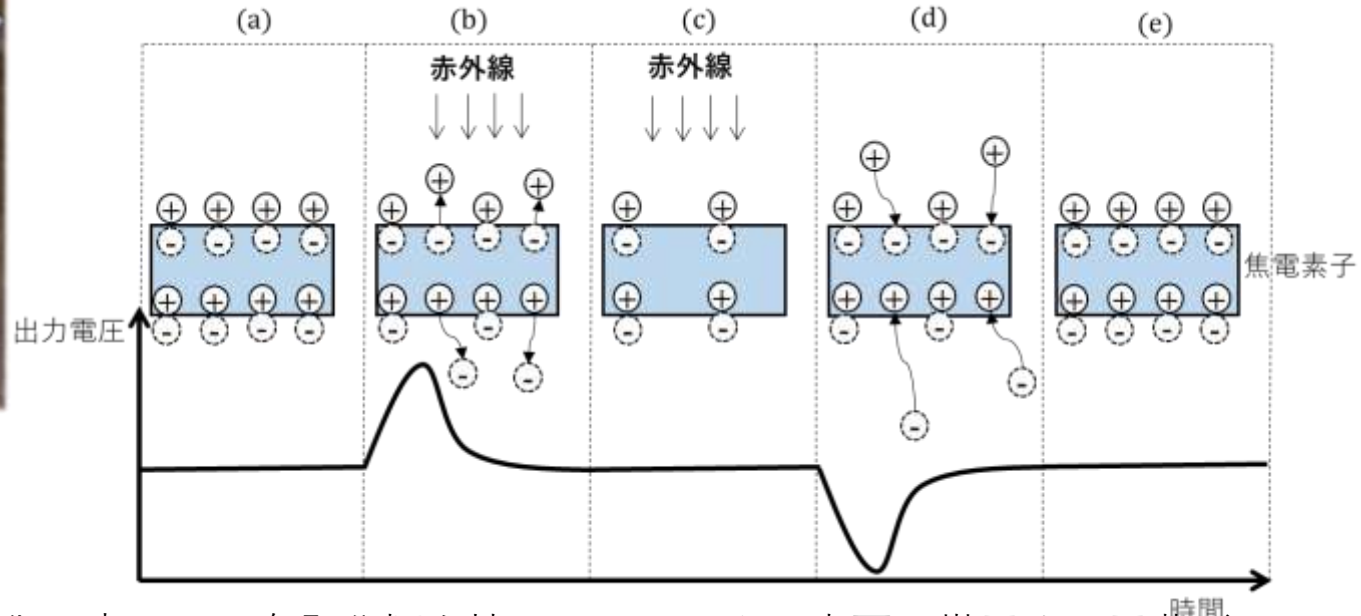 (a) (b) (c) (d) (e)
赤外線 赤外線
+ + + + + + + + + + + + + + + +
- - - - - - - - - - - - - - - - - -
焦電素子
+ + + + + + + + + + + + + + + + + +
- - - - - - - - - - - - - - - - - -
出力電圧
時間